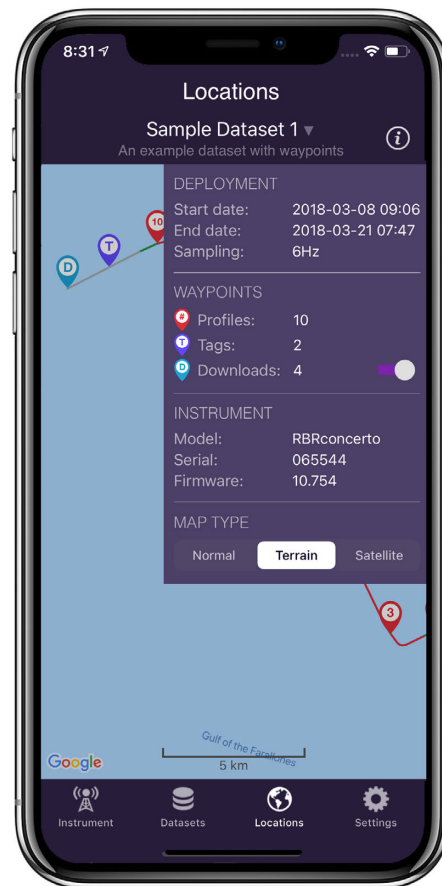 8:31
Locations
Sample Dataset 1 ▾
An example dataset with waypoints
i
DEPLOYMENT
Start date: 2018-03-08 09:06
End date: 2018-03-21 07:47
Sampling: 6Hz
WAYPOINTS
# Profiles: 10
T Tags: 2
D Downloads: 4
INSTRUMENT
Model: RBRconcerto
Serial: 065544
Firmware: 10.754
MAP TYPE
Normal Terrain Satellite
D
T
10
3
Gulf of the Farallones
Google
5 km
Instrument Datasets Locations Settings